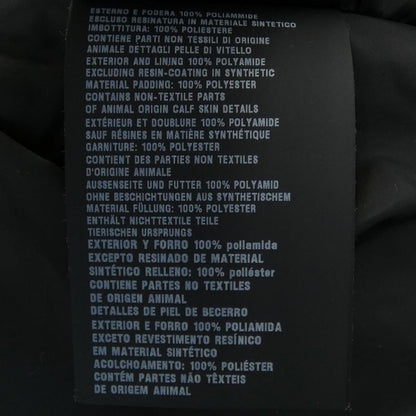 ESTERNO E FODERA 100% POLIAMMIDE
ESCLUSO RESINATURA IN MATERIALE SINTETICO
IMBOTTITURA: 100% POLIESTERE
CONTIENE PARTI NON TESSILI DI ORIGINE
ANIMALE DETTAGLI PELLE DI VITELLO
EXTERIOR AND LINING 100% POLYAMIDE
EXCLUDING RESIN-COATING IN SYNTHETIC
MATERIAL PADDING: 100% POLYESTER
CONTAINS NON-TEXTILE PARTS
OF ANIMAL ORIGIN CALF SKIN DETAILS
EXTÉRIEUR ET DOUBLURE 100% POLYAMIDE
SAUF RÉSINES EN MATIÈRE SYNTHÉTIQUE
GARNITURE: 100% POLYESTER
CONTIENT DES PARTIES NON TEXTILES
D'ORIGINE ANIMALE
AUSSENSEITE UND FUTTER 100% POLYAMID
OHNE BESCHICHTUNGEN AUS SYNTHETISCHEM
MATERIAL FÜLLUNG: 100% POLYESTER
ENTHÄLT NICHTTEXTILE TEILE
TIERISCHEN URSPRUNGS
EXTERIOR Y FORRO 100% poliamida
EXCEPTO RESINADO DE MATERIAL
SINTÉTICO RELLENO: 100% poliéster
CONTIENE PARTES NO TEXTILES
DE ORIGEN ANIMAL
DETALLES DE PIEL DE BECERRO
EXTERIOR E FORRO 100% POLIAMIDA
EXCETO REVESTIMENTO RESÍNICO
EM MATERIAL SINTÉTICO
ACOLCHOAMENTO: 100% POLIÉSTER
CONTÉM PARTES NÃO TÊXTEIS
DE ORIGEM ANIMAL